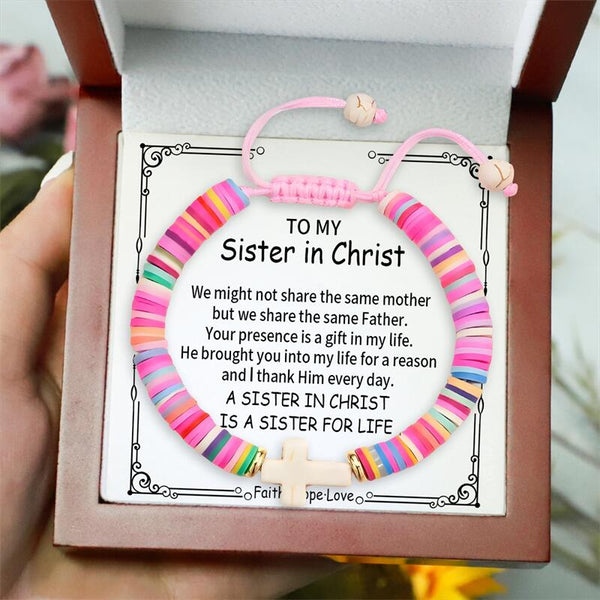 TO MY
Sister in Christ
We might not share the same mother
but we share the same Father.
Your presence is a gift in my life.
He brought you into my life for a reason
and I thank Him every day.
A SISTER IN CHRIST
IS A SISTER FOR LIFE
Faith Hope·Love